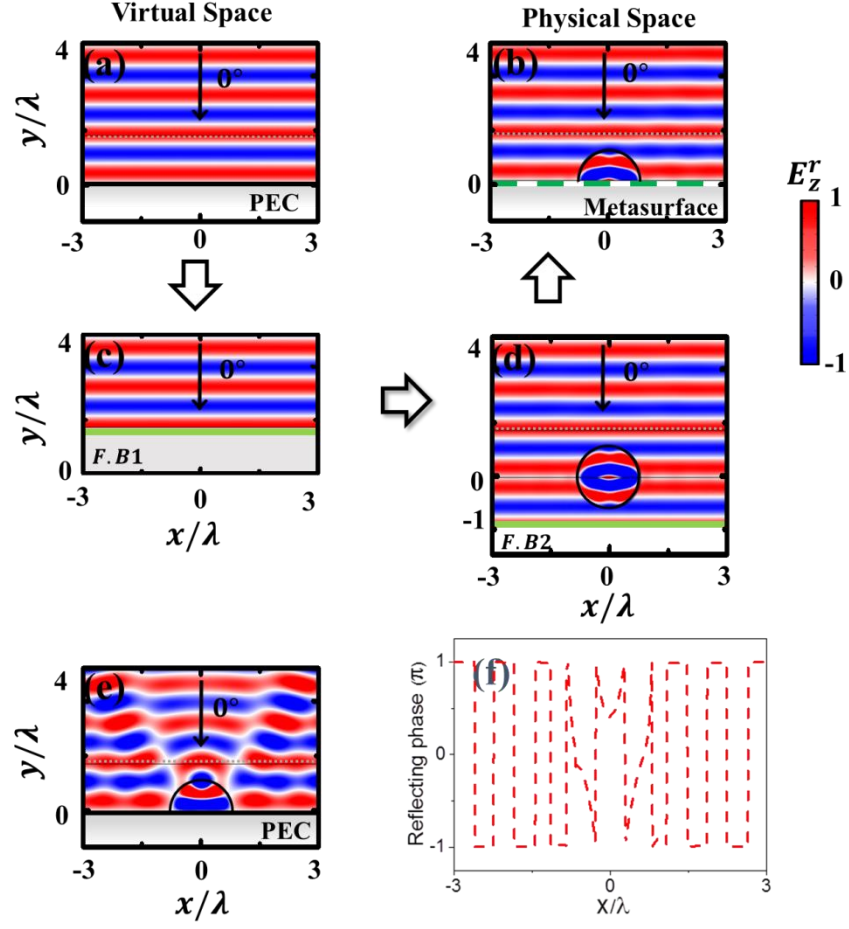 Virtual Space
Physical Space
4
(a)
0°
y/λ
0
PEC
-3
0
3
4
(b)
0°
0
Metasurface
-3
0
3
E_z^r
1
0
-1
4
(c)
0°
y/λ
F.B1
0
-3
0
3
x/λ
4
(d)
0°
0
-1
F.B2
-3
0
3
x/λ
4
(e)
0°
y/λ
0
PEC
-3
0
3
x/λ
(f)
Reflecting phase (π)
1
0
-1
-3
0
3
X/λ